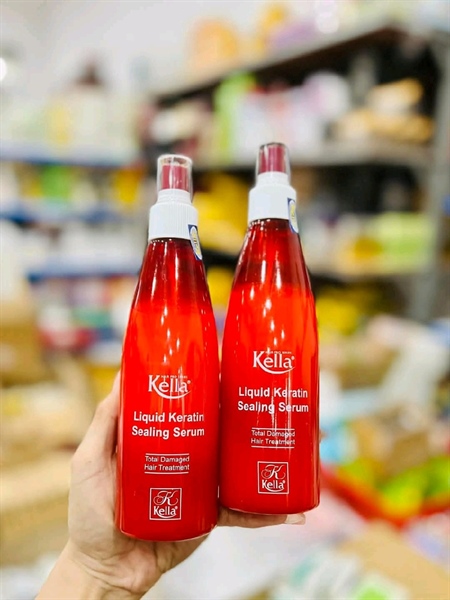 Kella®
Liquid Keratin
Sealing Serum
Total Damaged
Hair Treatment
K
Kella®
Kella®
Liquid Keratin
Sealing Serum
Total Damaged
Hair Treatment
K
Kella®